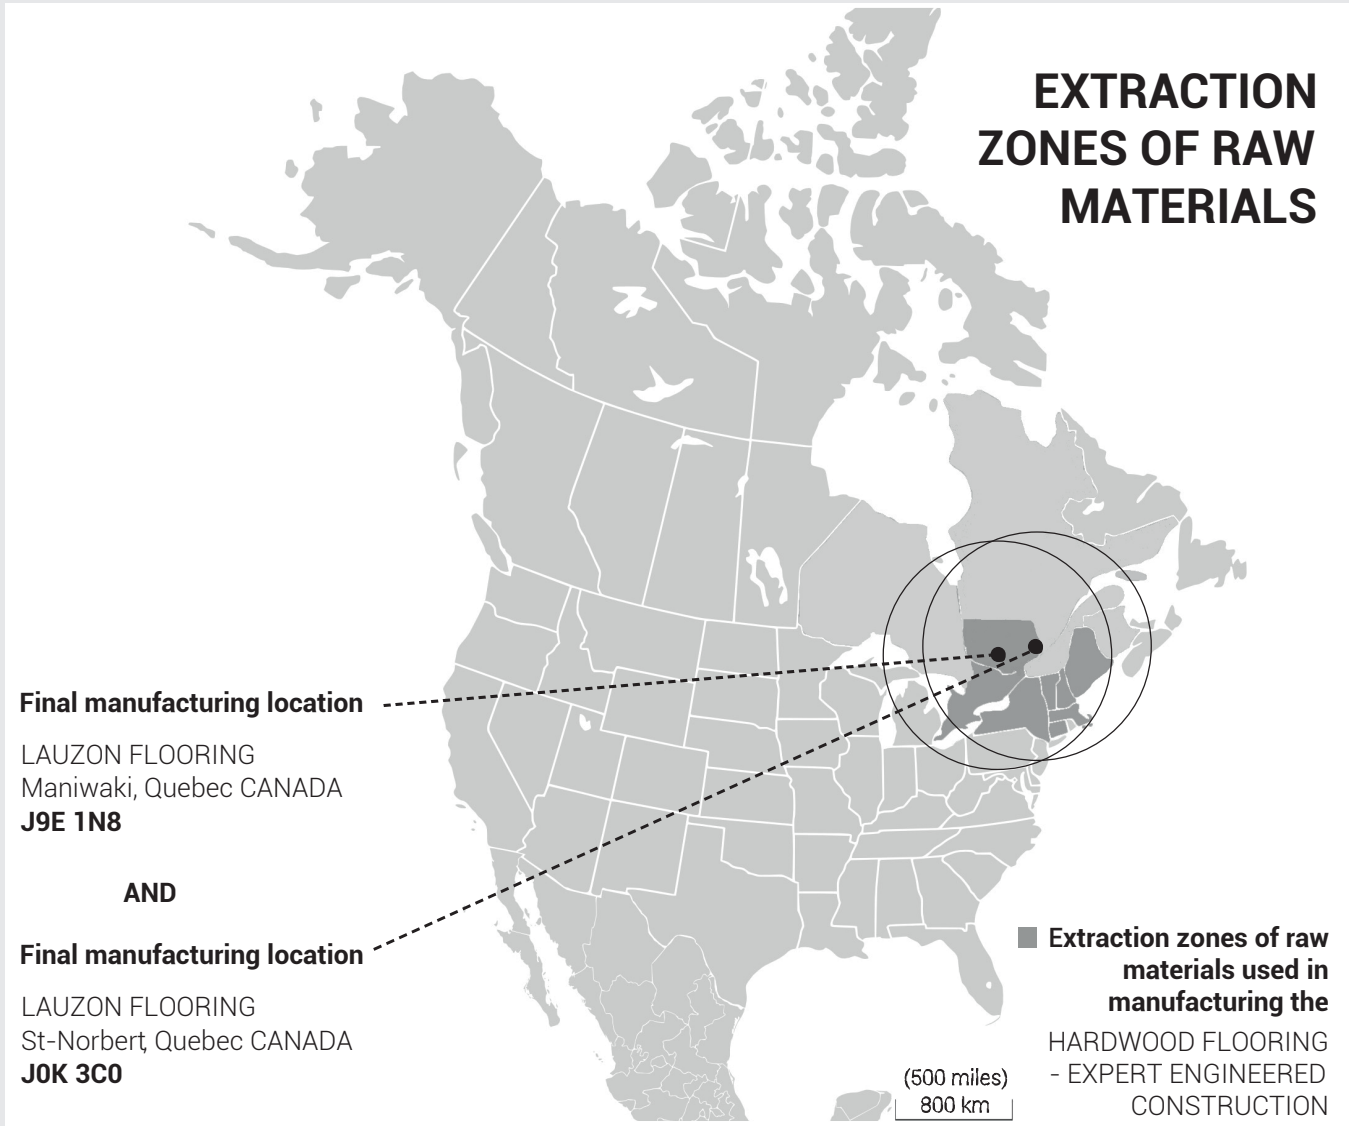 EXTRACTION
ZONES OF RAW
MATERIALS
Final manufacturing location
LAUZON FLOORING
Maniwaki, Quebec CANADA
J9E 1N8
AND
Final manufacturing location
LAUZON FLOORING
St-Norbert, Quebec CANADA
J0K 3C0
Extraction zones of raw
materials used in
manufacturing the
HARDWOOD FLOORING
- EXPERT ENGINEERED
CONSTRUCTION
(500 miles)
800 km